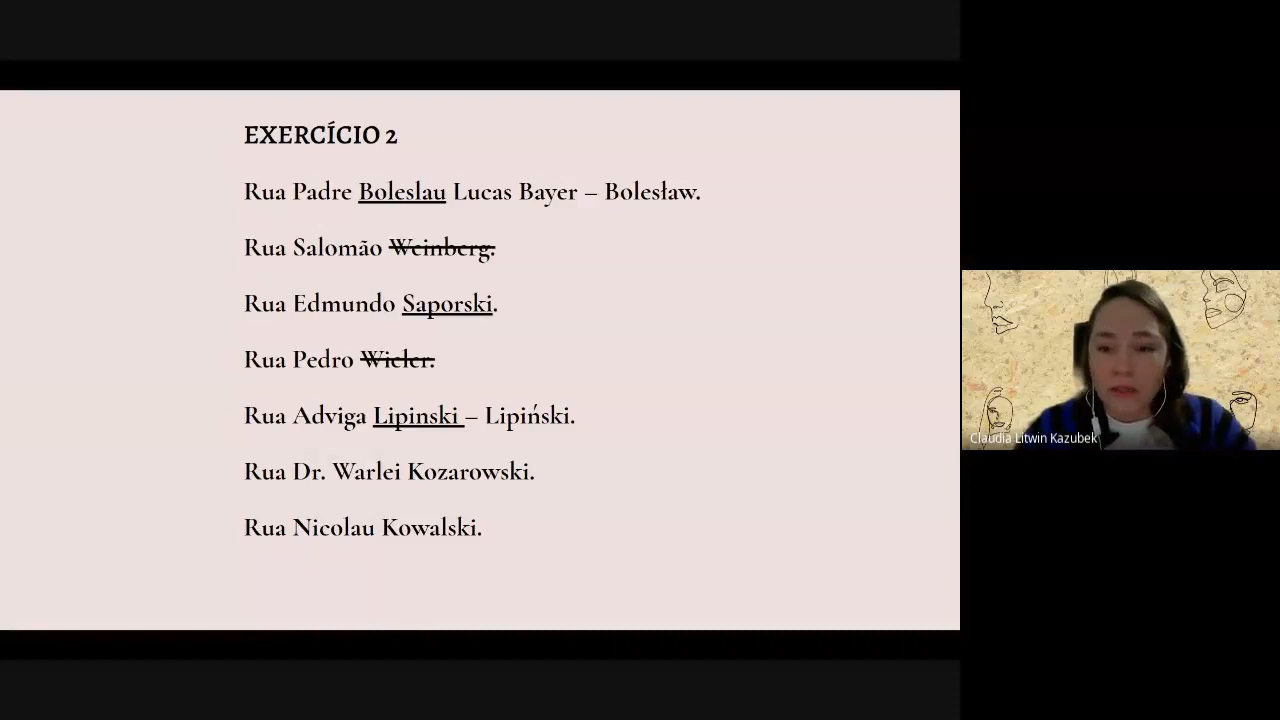 EXERCÍCIO 2
Rua Padre Boleslau Lucas Bayer – Bolesław.
Rua Salomão Weinberg.
Rua Edmundo Saporski.
Rua Pedro Wieler.
Rua Adviga Lipinski – Lipiński.
Rua Dr. Warlei Kozarowski.
Rua Nicolau Kowalski.
Claudia Litwin Kazubek